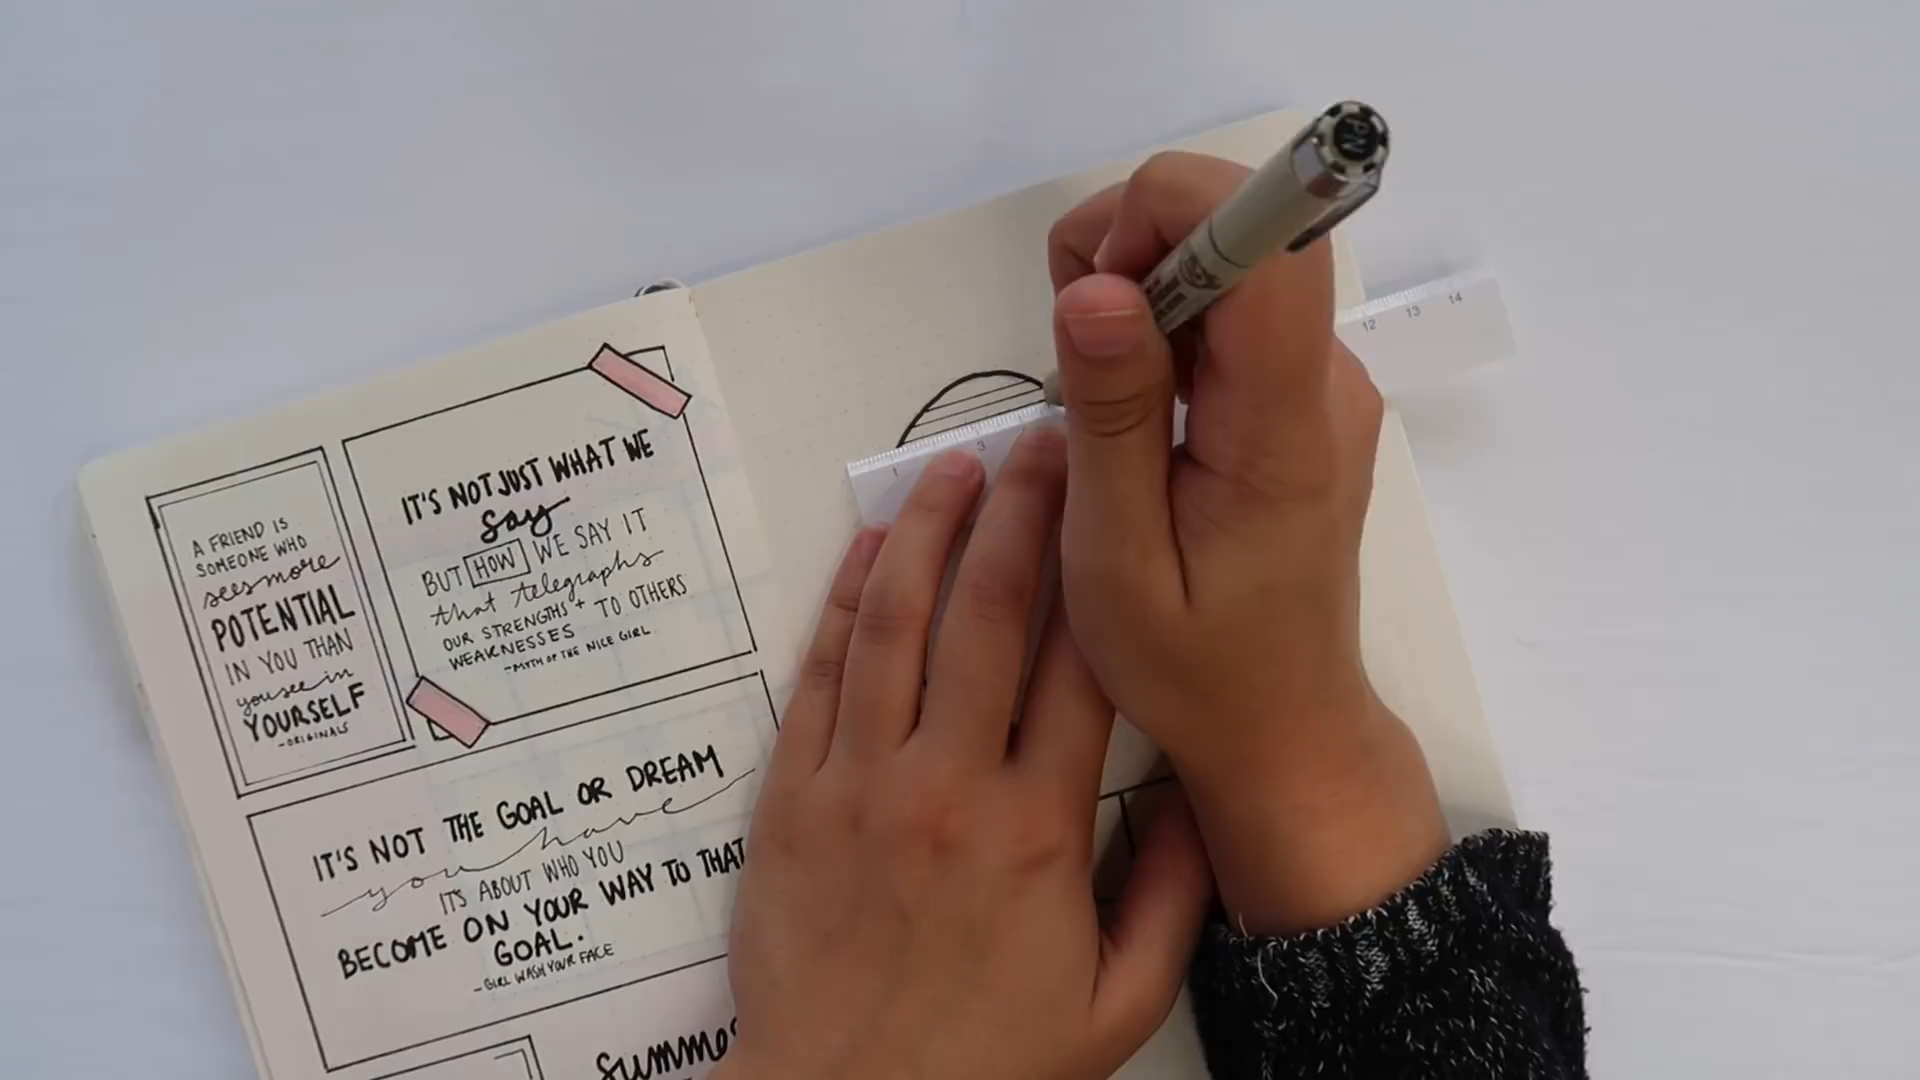 A FRIEND IS
SOMEONE WHO
sees more
POTENTIAL
IN YOU THAN
you see in
YOURSELF
-ORIGINALS
IT'S NOT JUST WHAT WE
say
BUT HOW WE SAY IT
that telegraphs
OUR STRENGTHS + TO OTHERS
WEAKNESSES
-MYTH OF THE NICE GIRL
IT'S NOT THE GOAL OR DREAM
you have
IT'S ABOUT WHO YOU
BECOME ON YOUR WAY TO THAT
GOAL.
-GIRL WASH YOUR FACE
PN
1 3 12 13 14